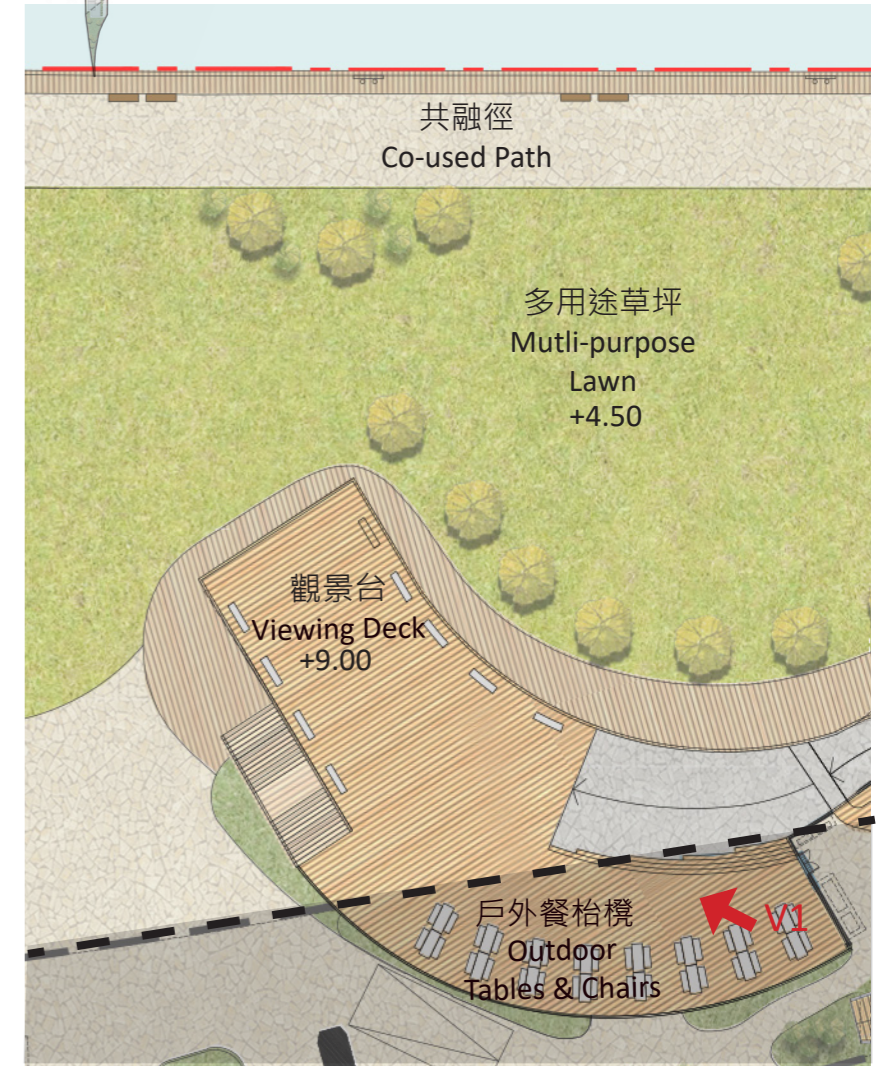 共融徑
Co-used Path
多用途草坪
Mutli-purpose
Lawn
+4.50
觀景台
Viewing Deck
+9.00
戶外餐枱櫈
Outdoor
Tables & Chairs
V1